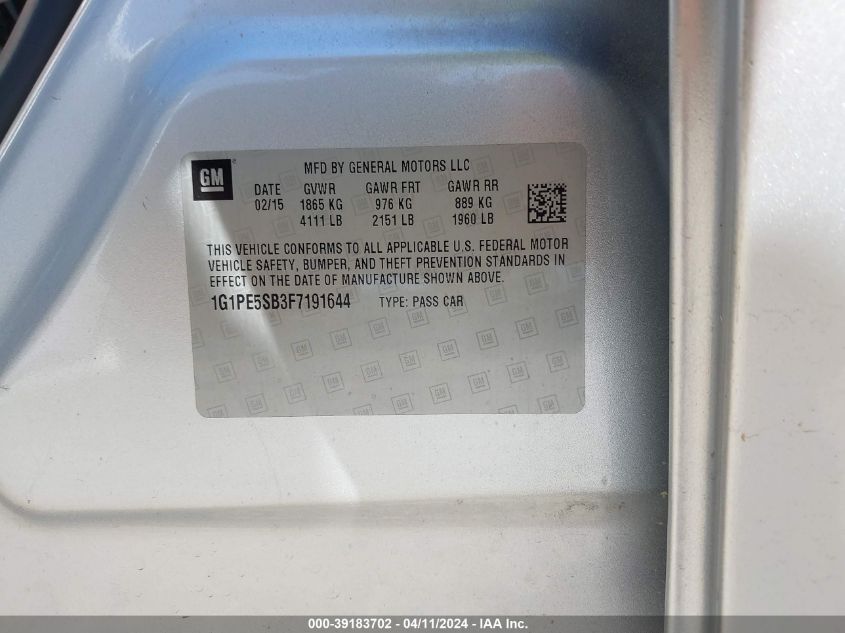 GM
MFD BY GENERAL MOTORS LLC
DATE GVWR GAWR FRT GAWR RR
02/15 1865 KG 976 KG 889 KG
4111 LB 2151 LB 1960 LB
THIS VEHICLE CONFORMS TO ALL APPLICABLE U.S. FEDERAL MOTOR
VEHICLE SAFETY, BUMPER, AND THEFT PREVENTION STANDARDS IN
EFFECT ON THE DATE OF MANUFACTURE SHOWN ABOVE.
1G1PE5SB3F7191644 TYPE: PASS CAR
000-39183702 - 04/11/2024 - IAA Inc.